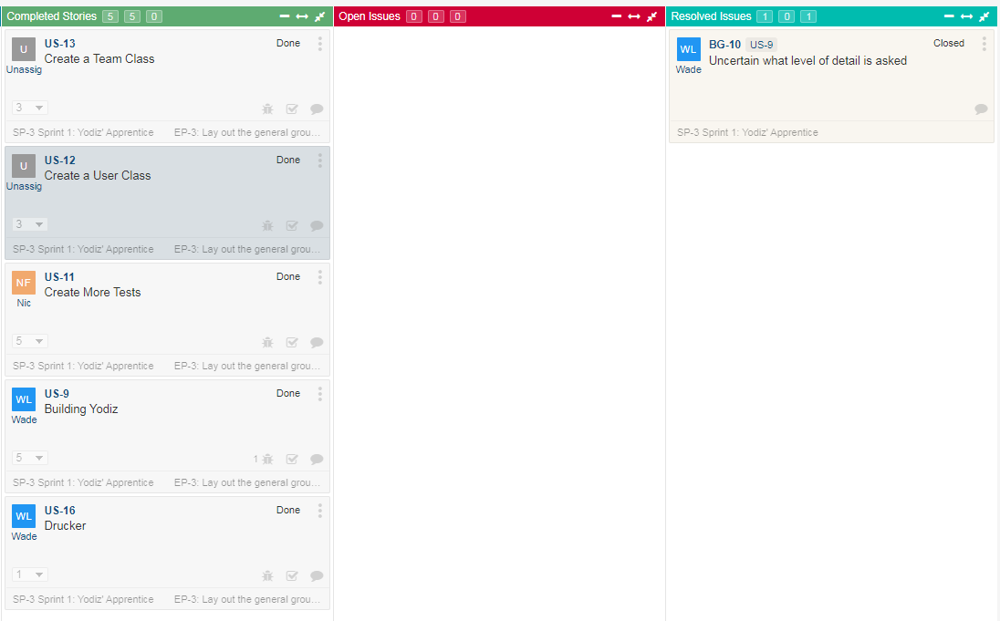 Completed Stories 5 5 0
U US-13 Done
Create a Team Class
Unassig
3
SP-3 Sprint 1: Yodiz' Apprentice EP-3: Lay out the general grou...
U US-12 Done
Create a User Class
Unassig
3
SP-3 Sprint 1: Yodiz' Apprentice EP-3: Lay out the general grou...
NF US-11 Done
Create More Tests
Nic
5
SP-3 Sprint 1: Yodiz' Apprentice EP-3: Lay out the general grou...
WL US-9 Done
Building Yodiz
Wade
5 1
SP-3 Sprint 1: Yodiz' Apprentice EP-3: Lay out the general grou...
WL US-16 Done
Drucker
Wade
1
SP-3 Sprint 1: Yodiz' Apprentice EP-3: Lay out the general grou...
Open Issues 0 0 0
Resolved Issues 1 0 1
WL BG-10 US-9 Closed
Uncertain what level of detail is asked
Wade
SP-3 Sprint 1: Yodiz' Apprentice